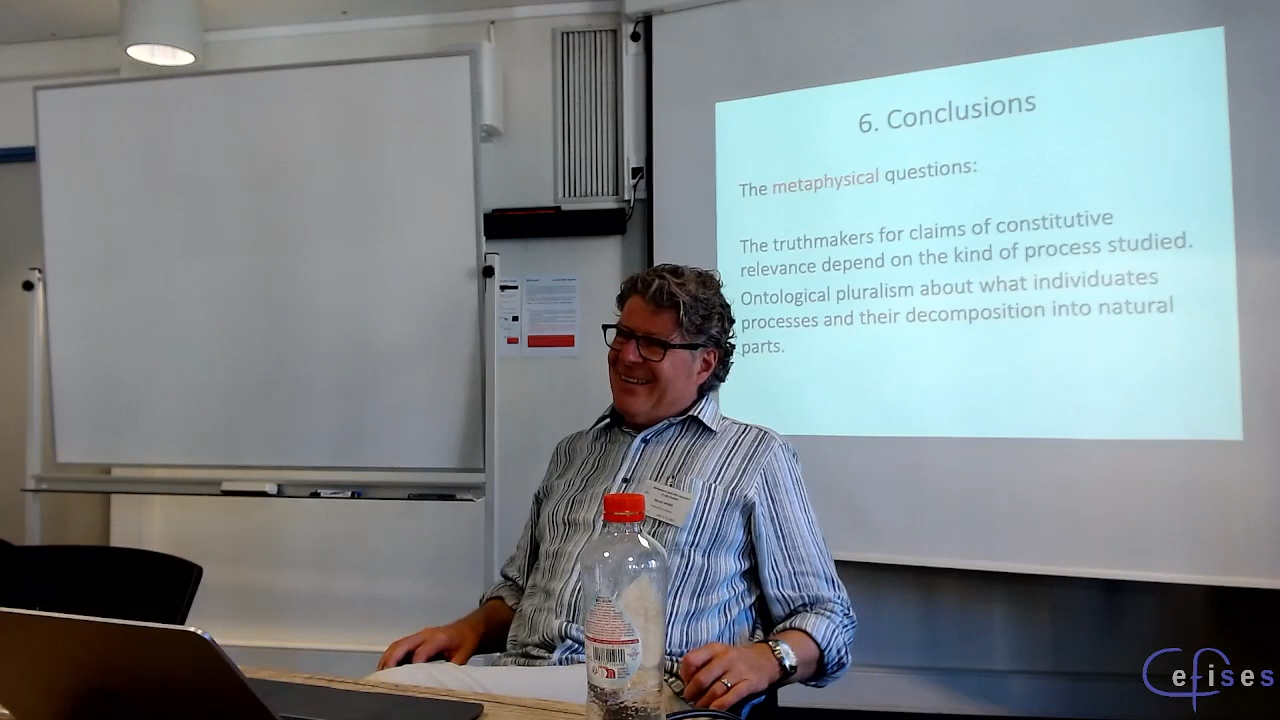 6. Conclusions
The metaphysical questions:
The truthmakers for claims of constitutive
relevance depend on the kind of process studied.
Ontological pluralism about what individuates
processes and their decomposition into natural
parts.
Cefises